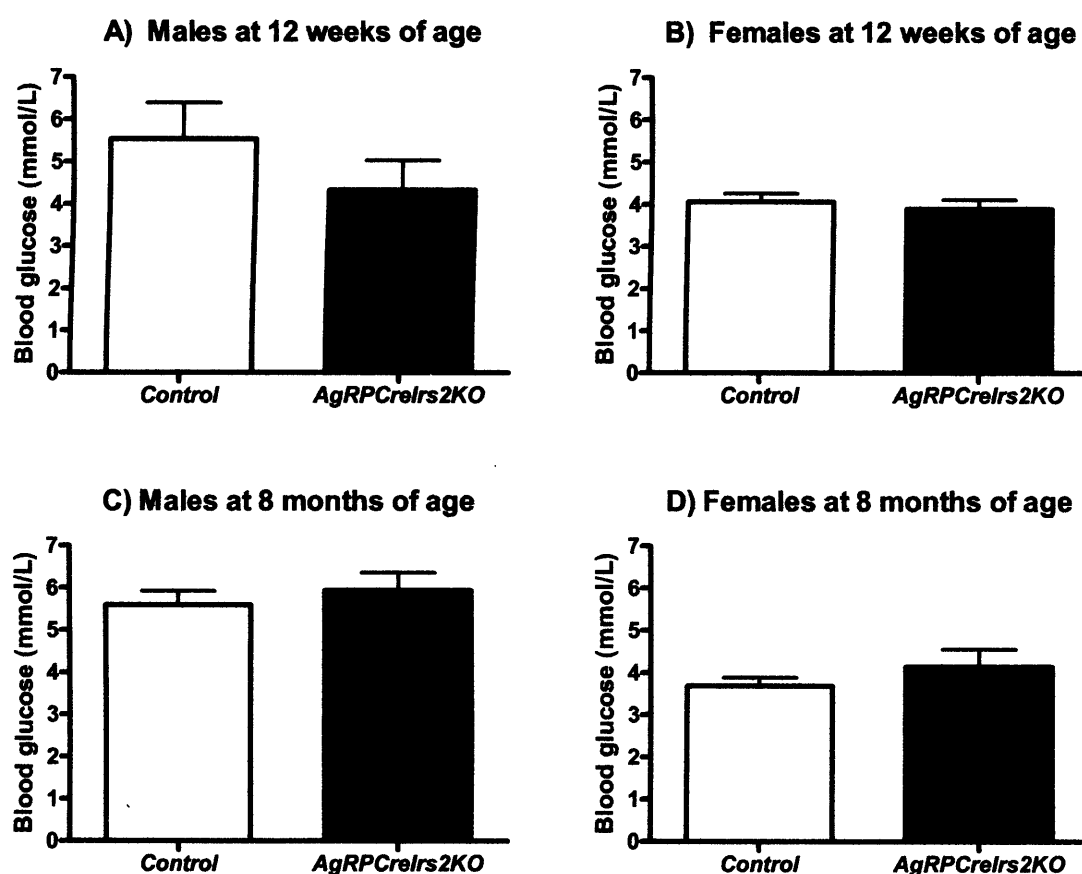 A) Males at 12 weeks of age
Blood glucose (mmol/L)
7
6
5
4
3
2
1
0
Control
AgRPCreIrs2KO
B) Females at 12 weeks of age
Blood glucose (mmol/L)
7
6
5
4
3
2
1
0
Control
AgRPCreIrs2KO
C) Males at 8 months of age
Blood glucose (mmol/L)
7
6
5
4
3
2
1
0
Control
AgRPCreIrs2KO
D) Females at 8 months of age
Blood glucose (mmol/L)
7
6
5
4
3
2
1
0
Control
AgRPCreIrs2KO